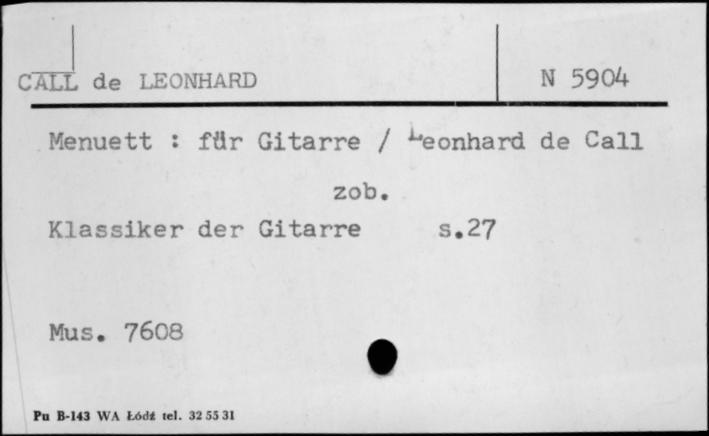 CALL de LEONHARD N 5904
Menuett : für Gitarre / Leonhard de Call
zob.
Klassiker der Gitarre s.27
Mus. 7608
Pu B-143 WA Łódź tel. 32 55 31